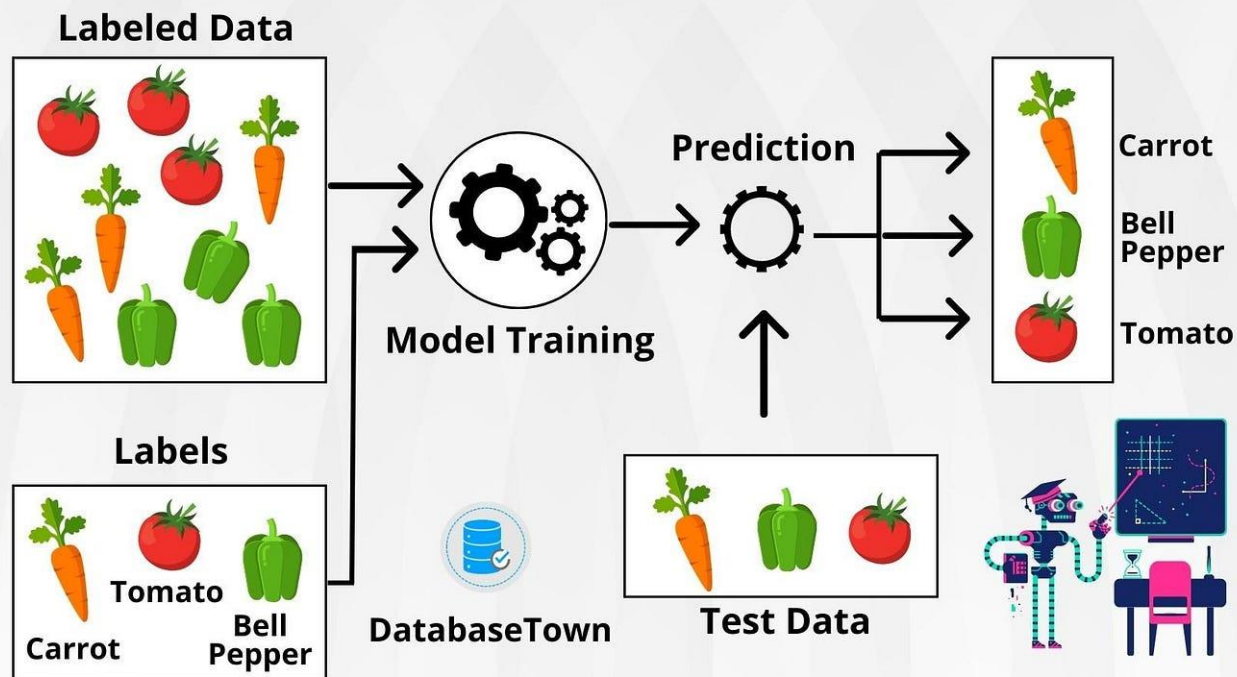 Labeled Data
Prediction
Carrot
Bell
Pepper
Model Training
Tomato
Labels
Tomato
Carrot
Bell
Pepper
DatabaseTown
Test Data